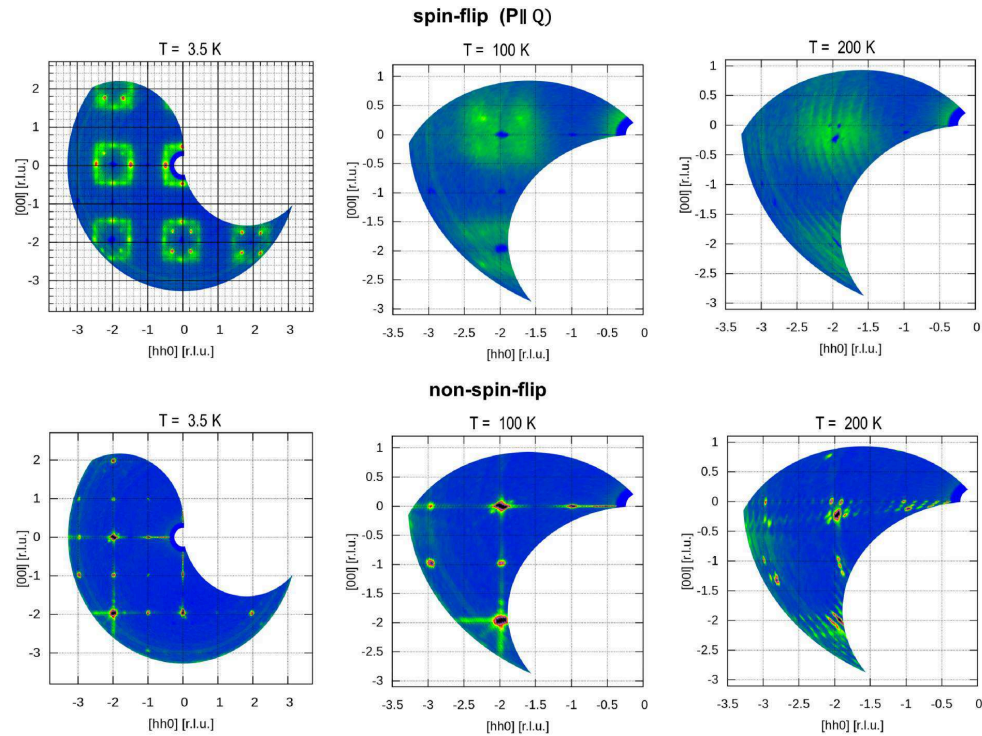 spin-flip (P∥ Q)
T = 3.5 K
T = 100 K
T = 200 K
[00l] [r.l.u.]
2
1
0
-1
-2
-3
-3 -2 -1 0 1 2 3
[hh0] [r.l.u.]
[00l] [r.l.u.]
1
0.5
0
-0.5
-1
-1.5
-2
-2.5
-3
-3.5 -3 -2.5 -2 -1.5 -1 -0.5 0
[hh0] [r.l.u.]
[00l] [r.l.u.]
1
0.5
0
-0.5
-1
-1.5
-2
-2.5
-3
-3.5 -3 -2.5 -2 -1.5 -1 -0.5 0
[hh0] [r.l.u.]
non-spin-flip
T = 3.5 K
T = 100 K
T = 200 K
[00l] [r.l.u.]
2
1
0
-1
-2
-3
-3 -2 -1 0 1 2 3
[hh0] [r.l.u.]
[00l] [r.l.u.]
1
0.5
0
-0.5
-1
-1.5
-2
-2.5
-3
-3.5 -3 -2.5 -2 -1.5 -1 -0.5 0
[hh0] [r.l.u.]
[00l] [r.l.u.]
1
0.5
0
-0.5
-1
-1.5
-2
-2.5
-3
-3.5 -3 -2.5 -2 -1.5 -1 -0.5 0
[hh0] [r.l.u.]